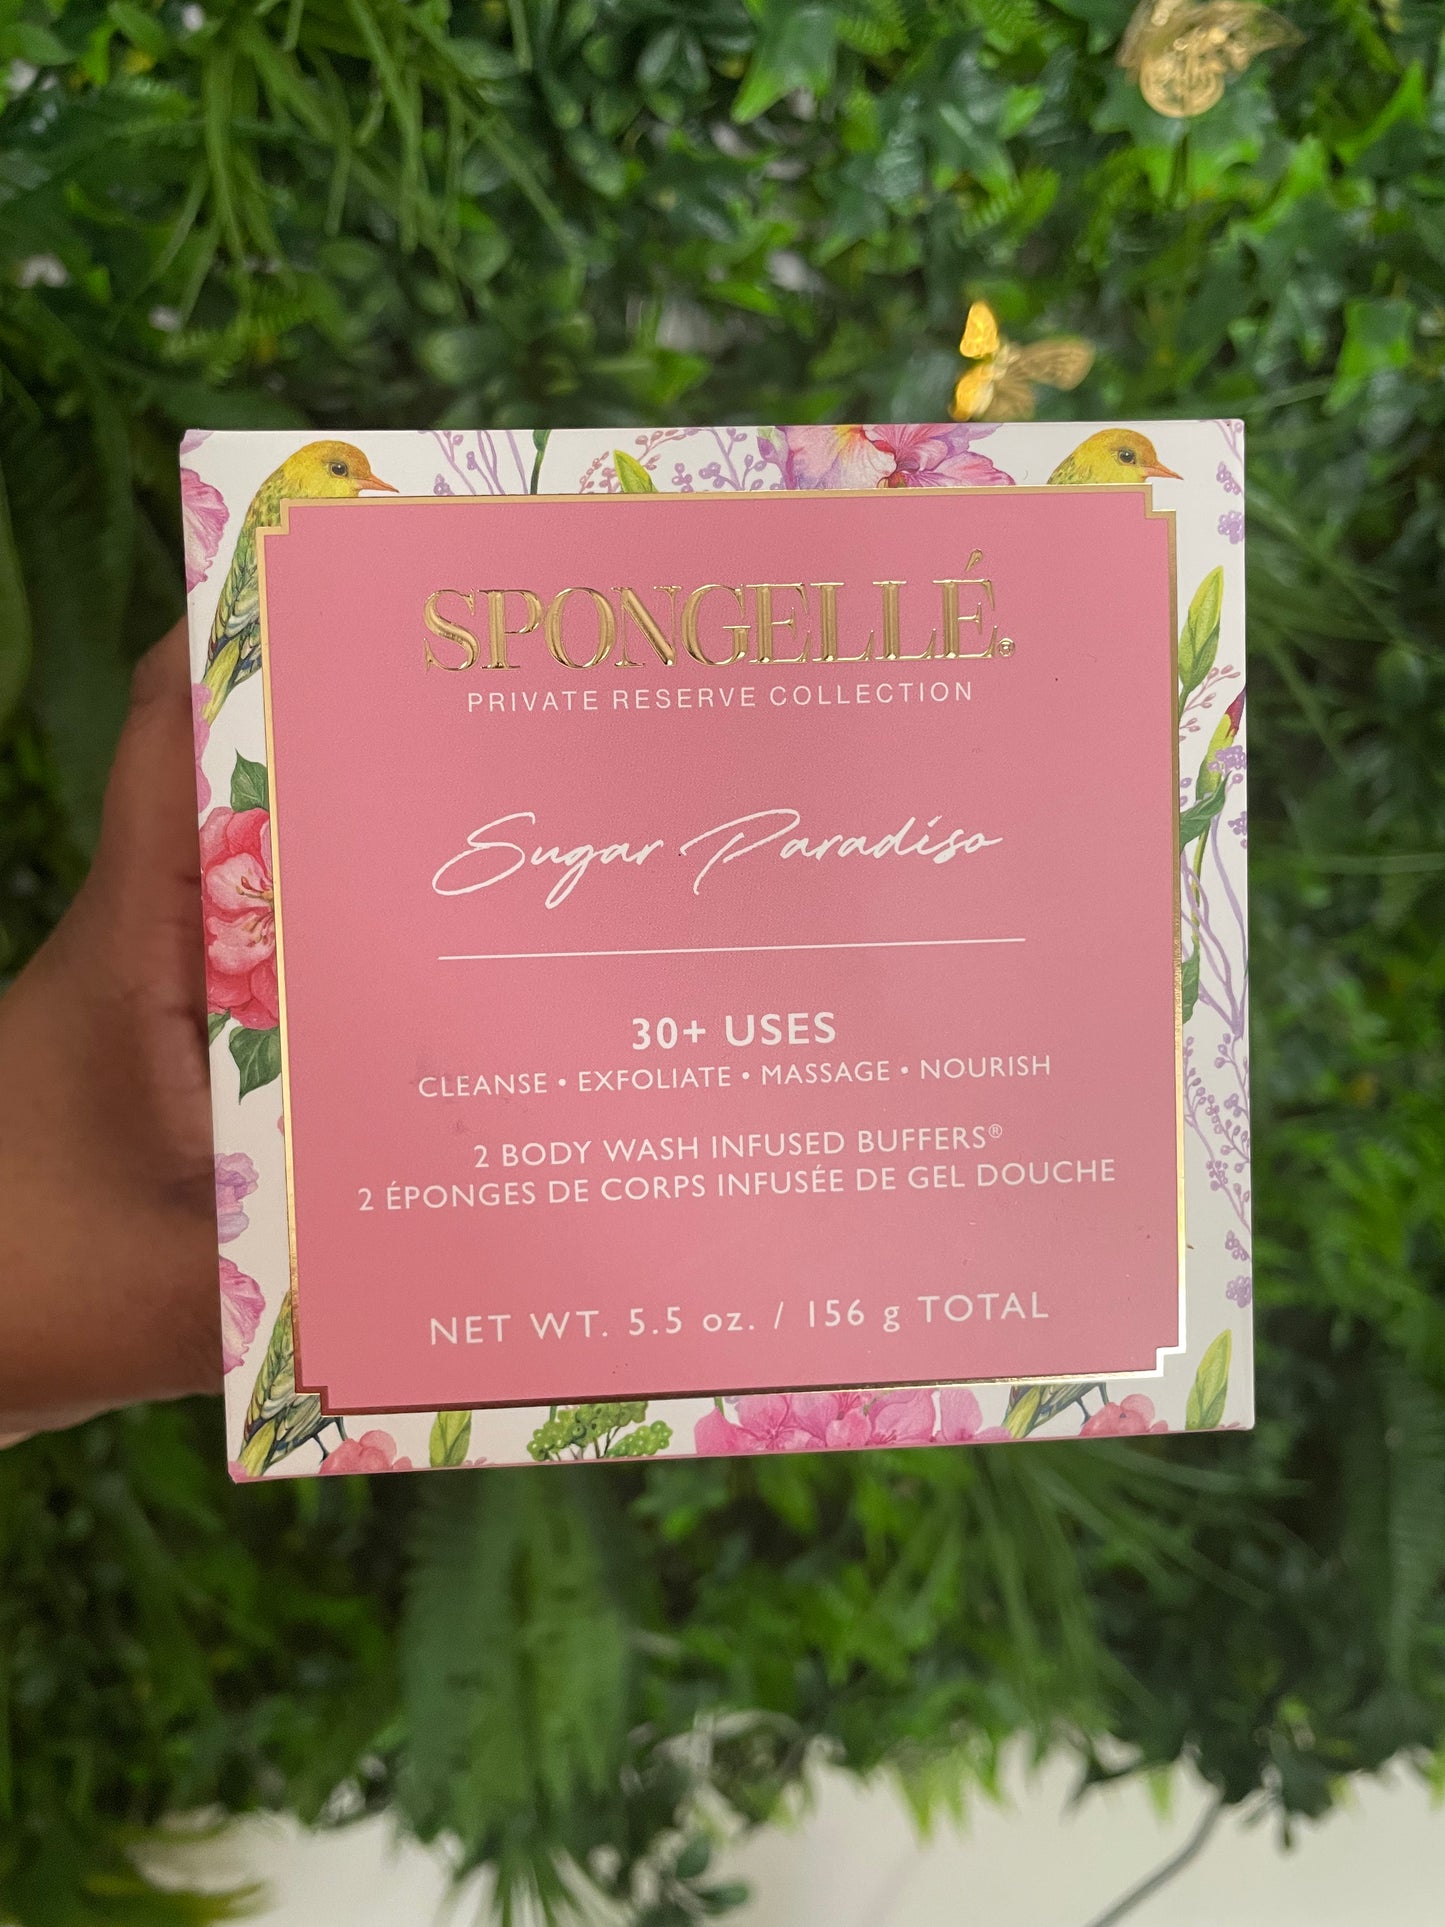 SPONGELLÉ®
PRIVATE RESERVE COLLECTION
Sugar Paradiso
30+ USES
CLEANSE • EXFOLIATE • MASSAGE • NOURISH
2 BODY WASH INFUSED BUFFERS®
2 ÉPONGES DE CORPS INFUSÉE DE GEL DOUCHE
NET WT. 5.5 oz. / 156 g TOTAL